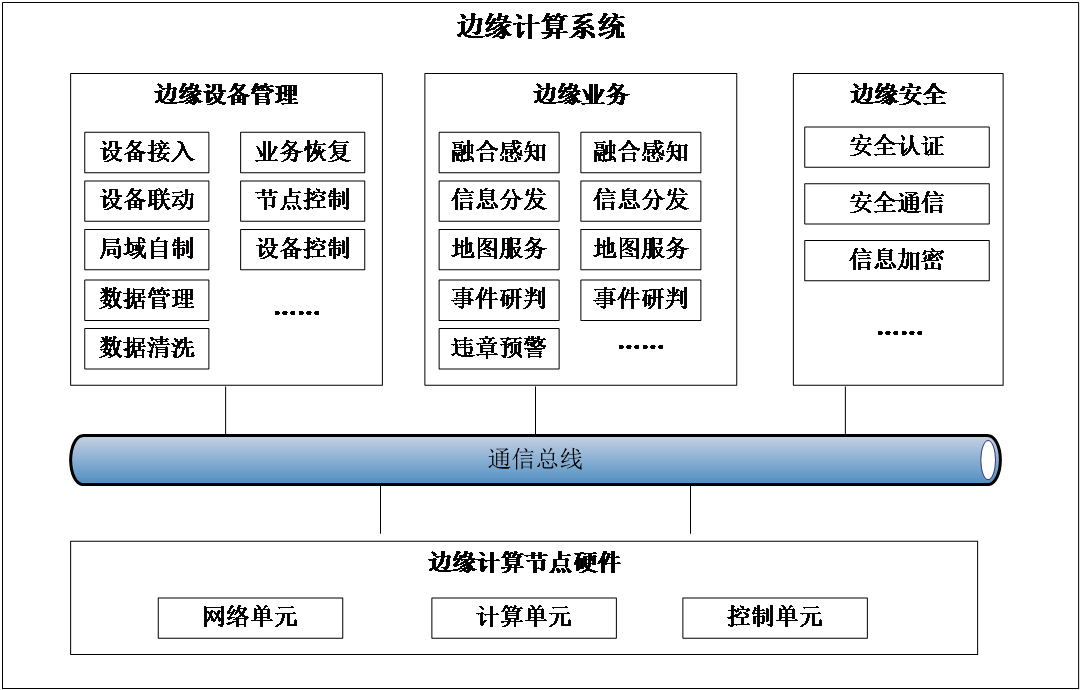 边缘计算系统
边缘设备管理
设备接入
业务恢复
设备联动
节点控制
局域自制
设备控制
数据管理
……
数据清洗
边缘业务
融合感知
融合感知
信息分发
信息分发
地图服务
地图服务
事件研判
事件研判
违章预警
……
边缘安全
安全认证
安全通信
信息加密
……
通信总线
边缘计算节点硬件
网络单元
计算单元
控制单元